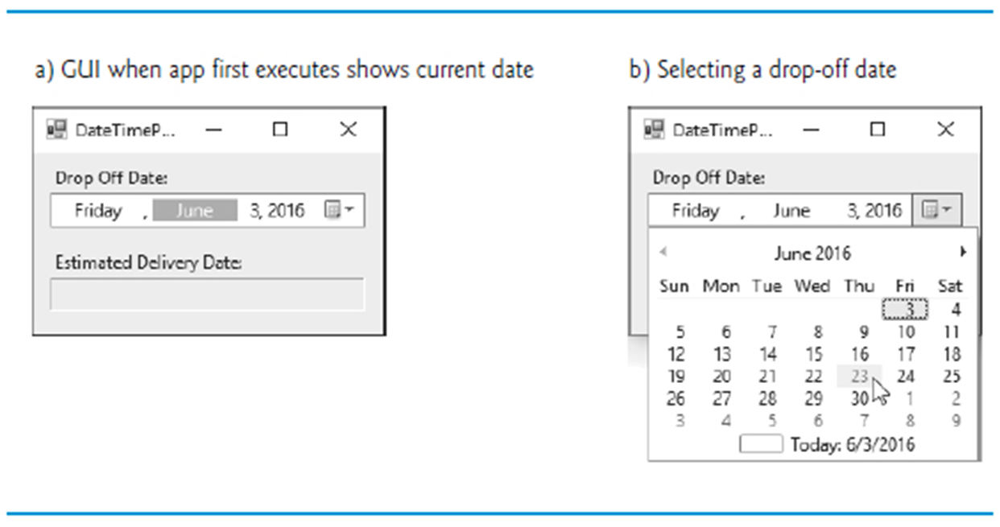 a) GUI when app first executes shows current date
DateTimeP...
Drop Off Date:
Friday , June 3, 2016
Estimated Delivery Date:
b) Selecting a drop-off date
DateTimeP...
Drop Off Date:
Friday , June 3, 2016
June 2016
Sun Mon Tue Wed Thu Fri Sat
3 4
5 6 7 8 9 10 11
12 13 14 15 16 17 18
19 20 21 22 23 24 25
26 27 28 29 30 1 2
3 4 5 6 7 8 9
Today: 6/3/2016